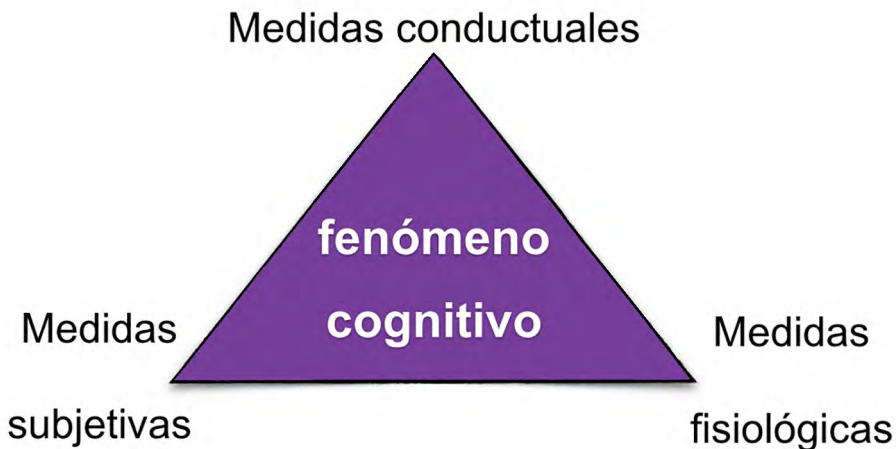 Medidas conductuales
fenómeno
cognitivo
Medidas
subjetivas
Medidas
fisiológicas